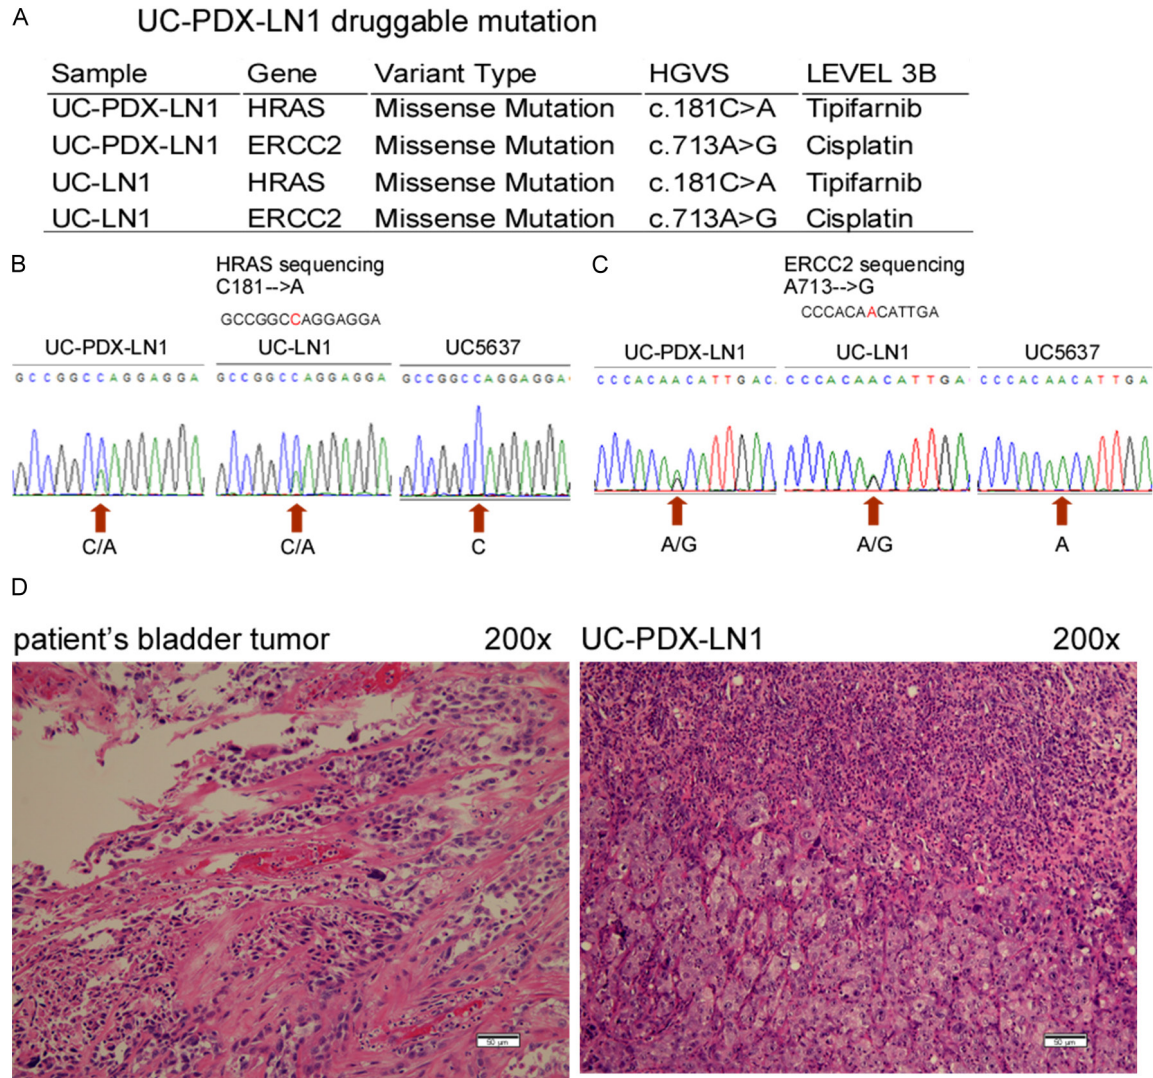 A
UC-PDX-LN1 druggable mutation
Sample Gene Variant Type HGVS LEVEL 3B
UC-PDX-LN1 HRAS Missense Mutation c.181C>A Tipifarnib
UC-PDX-LN1 ERCC2 Missense Mutation c.713A>G Cisplatin
UC-LN1 HRAS Missense Mutation c.181C>A Tipifarnib
UC-LN1 ERCC2 Missense Mutation c.713A>G Cisplatin
B
HRAS sequencing
C181-->A
GCCGGCCAGGAGGA
UC-PDX-LN1 UC-LN1 UC5637
GCCGGCCAGGAGGA GCCGGCCAGGAGGA GCCGGCCAGGAGGA
C/A C/A C
C
ERCC2 sequencing
A713-->G
CCCACAACATTGA
UC-PDX-LN1 UC-LN1 UC5637
CCCACAACATTGAC CCCACAACATTGA CCCACAACATTGA
A/G A/G A
D
patient's bladder tumor 200x
UC-PDX-LN1 200x
50 µm
50 µm